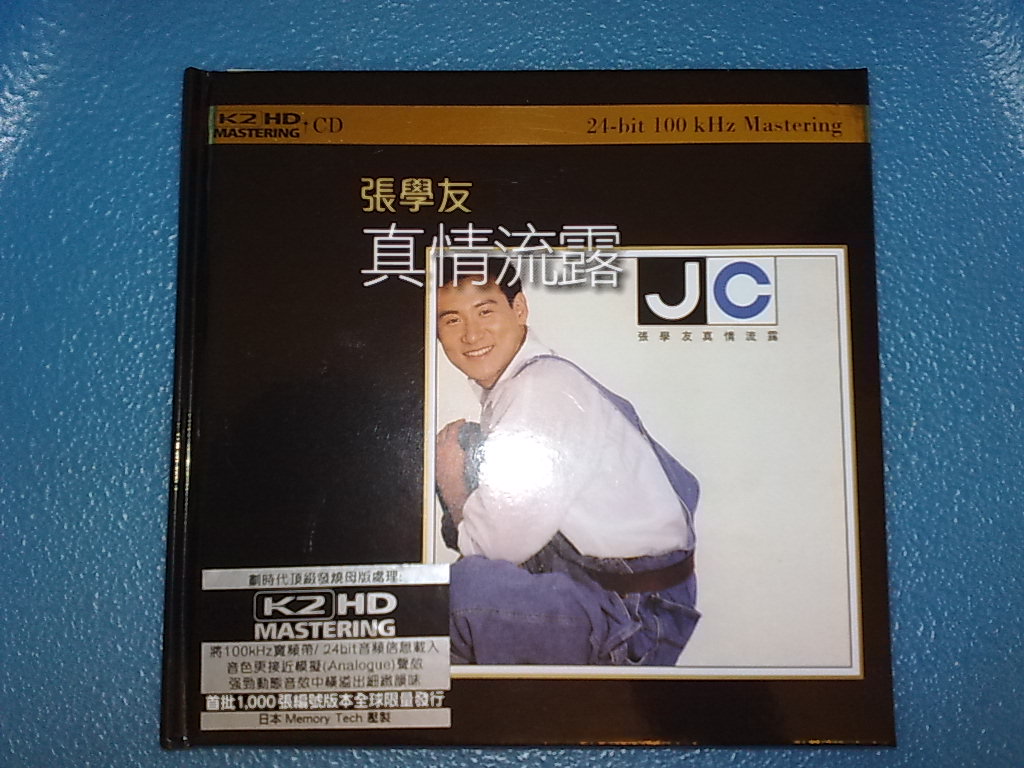 K2 HD MASTERING + CD
24-bit 100 kHz Mastering
張學友
真情流露
JC
張學友真情流露
劃時代頂級發燒母版處理:
K2 HD
MASTERING
將100kHz寬頻帶/24bit音頻信息載入
音色更接近模擬(Analogue)聲效
強勁動態音效中橫溢出細緻韻味
首批1,000張編號版本全球限量發行
日本 Memory Tech 壓製